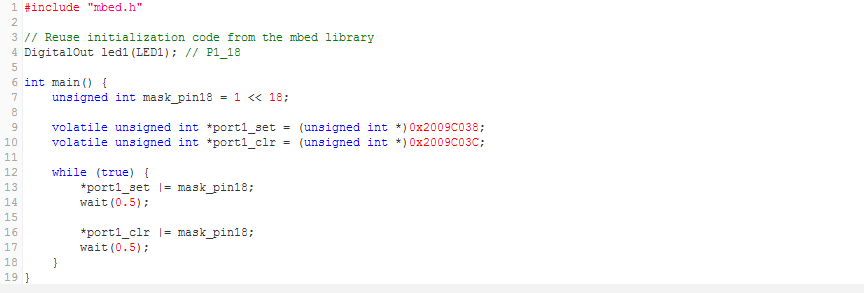 1 #include "mbed.h"
2
3 // Reuse initialization code from the mbed library
4 DigitalOut led1(LED1); // P1_18
5
6 int main() {
7     unsigned int mask_pin18 = 1 << 18;
8
9     volatile unsigned int *port1_set = (unsigned int *)0x2009C038;
10     volatile unsigned int *port1_clr = (unsigned int *)0x2009C03C;
11
12     while (true) {
13         *port1_set |= mask_pin18;
14         wait(0.5);
15
16         *port1_clr |= mask_pin18;
17         wait(0.5);
18     }
19 }